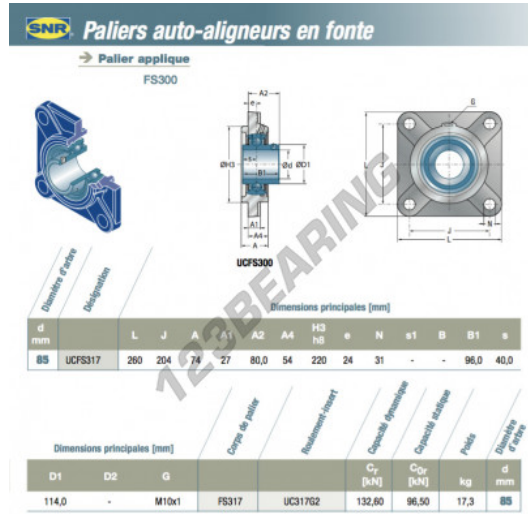 SNR Paliers auto-aligneurs en fonte
Palier applique
FS300
A2
e
G
ØH3
s
B1
Ød
ØD1
L
J
A1
A4
A
N
J
L
UCFS300
123BEARING
Diamètre d'arbre
Désignation
Dimensions principales [mm]
d mm L J A A1 A2 A4 H3 h8 e N s1 B B1 s
85 UCFS317 260 204 74 27 80,0 54 220 24 31 - - 96,0 40,0
Dimensions principales [mm] Corps de palier Roulement-insert Capacité dynamique Capacité statique Poids Diamètre d'arbre
D1 D2 G Cr [kN] C0r [kN] kg d mm
114,0 - M10x1 FS317 UC317G2 132,60 96,50 17,3 85